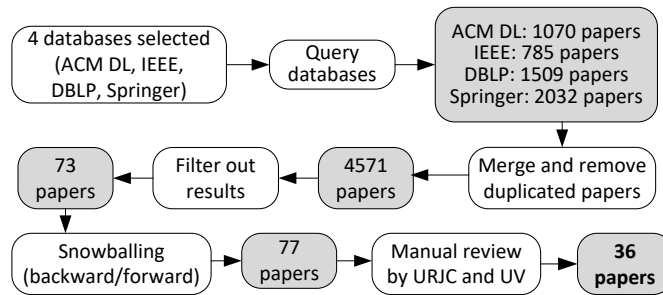 4 databases selected
(ACM DL, IEEE,
DBLP, Springer)
Query
databases
ACM DL: 1070 papers
IEEE: 785 papers
DBLP: 1509 papers
Springer: 2032 papers
Merge and remove
duplicated papers
4571
papers
Filter out
results
73
papers
Snowballing
(backward/forward)
77
papers
Manual review
by URJC and UV
36
papers